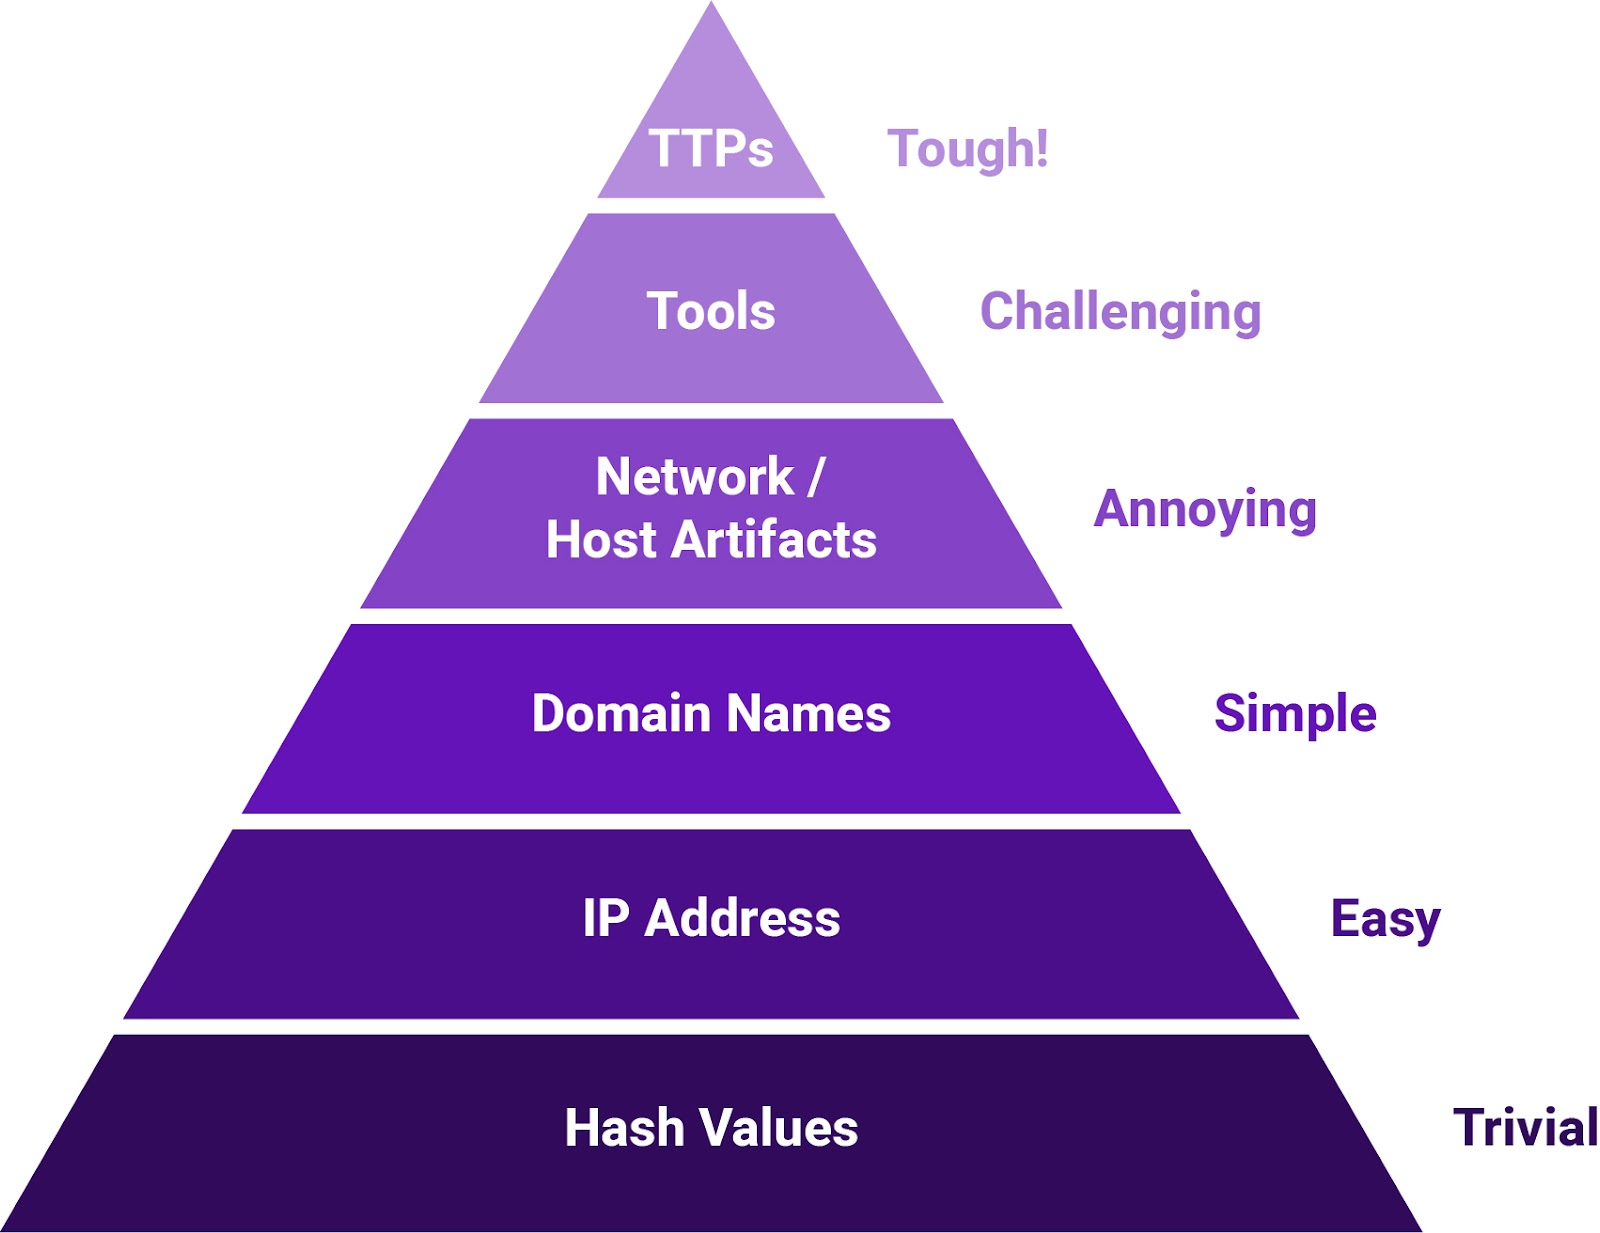 TTPs
Tough!
Tools
Challenging
Network /
Host Artifacts
Annoying
Domain Names
Simple
IP Address
Easy
Hash Values
Trivial